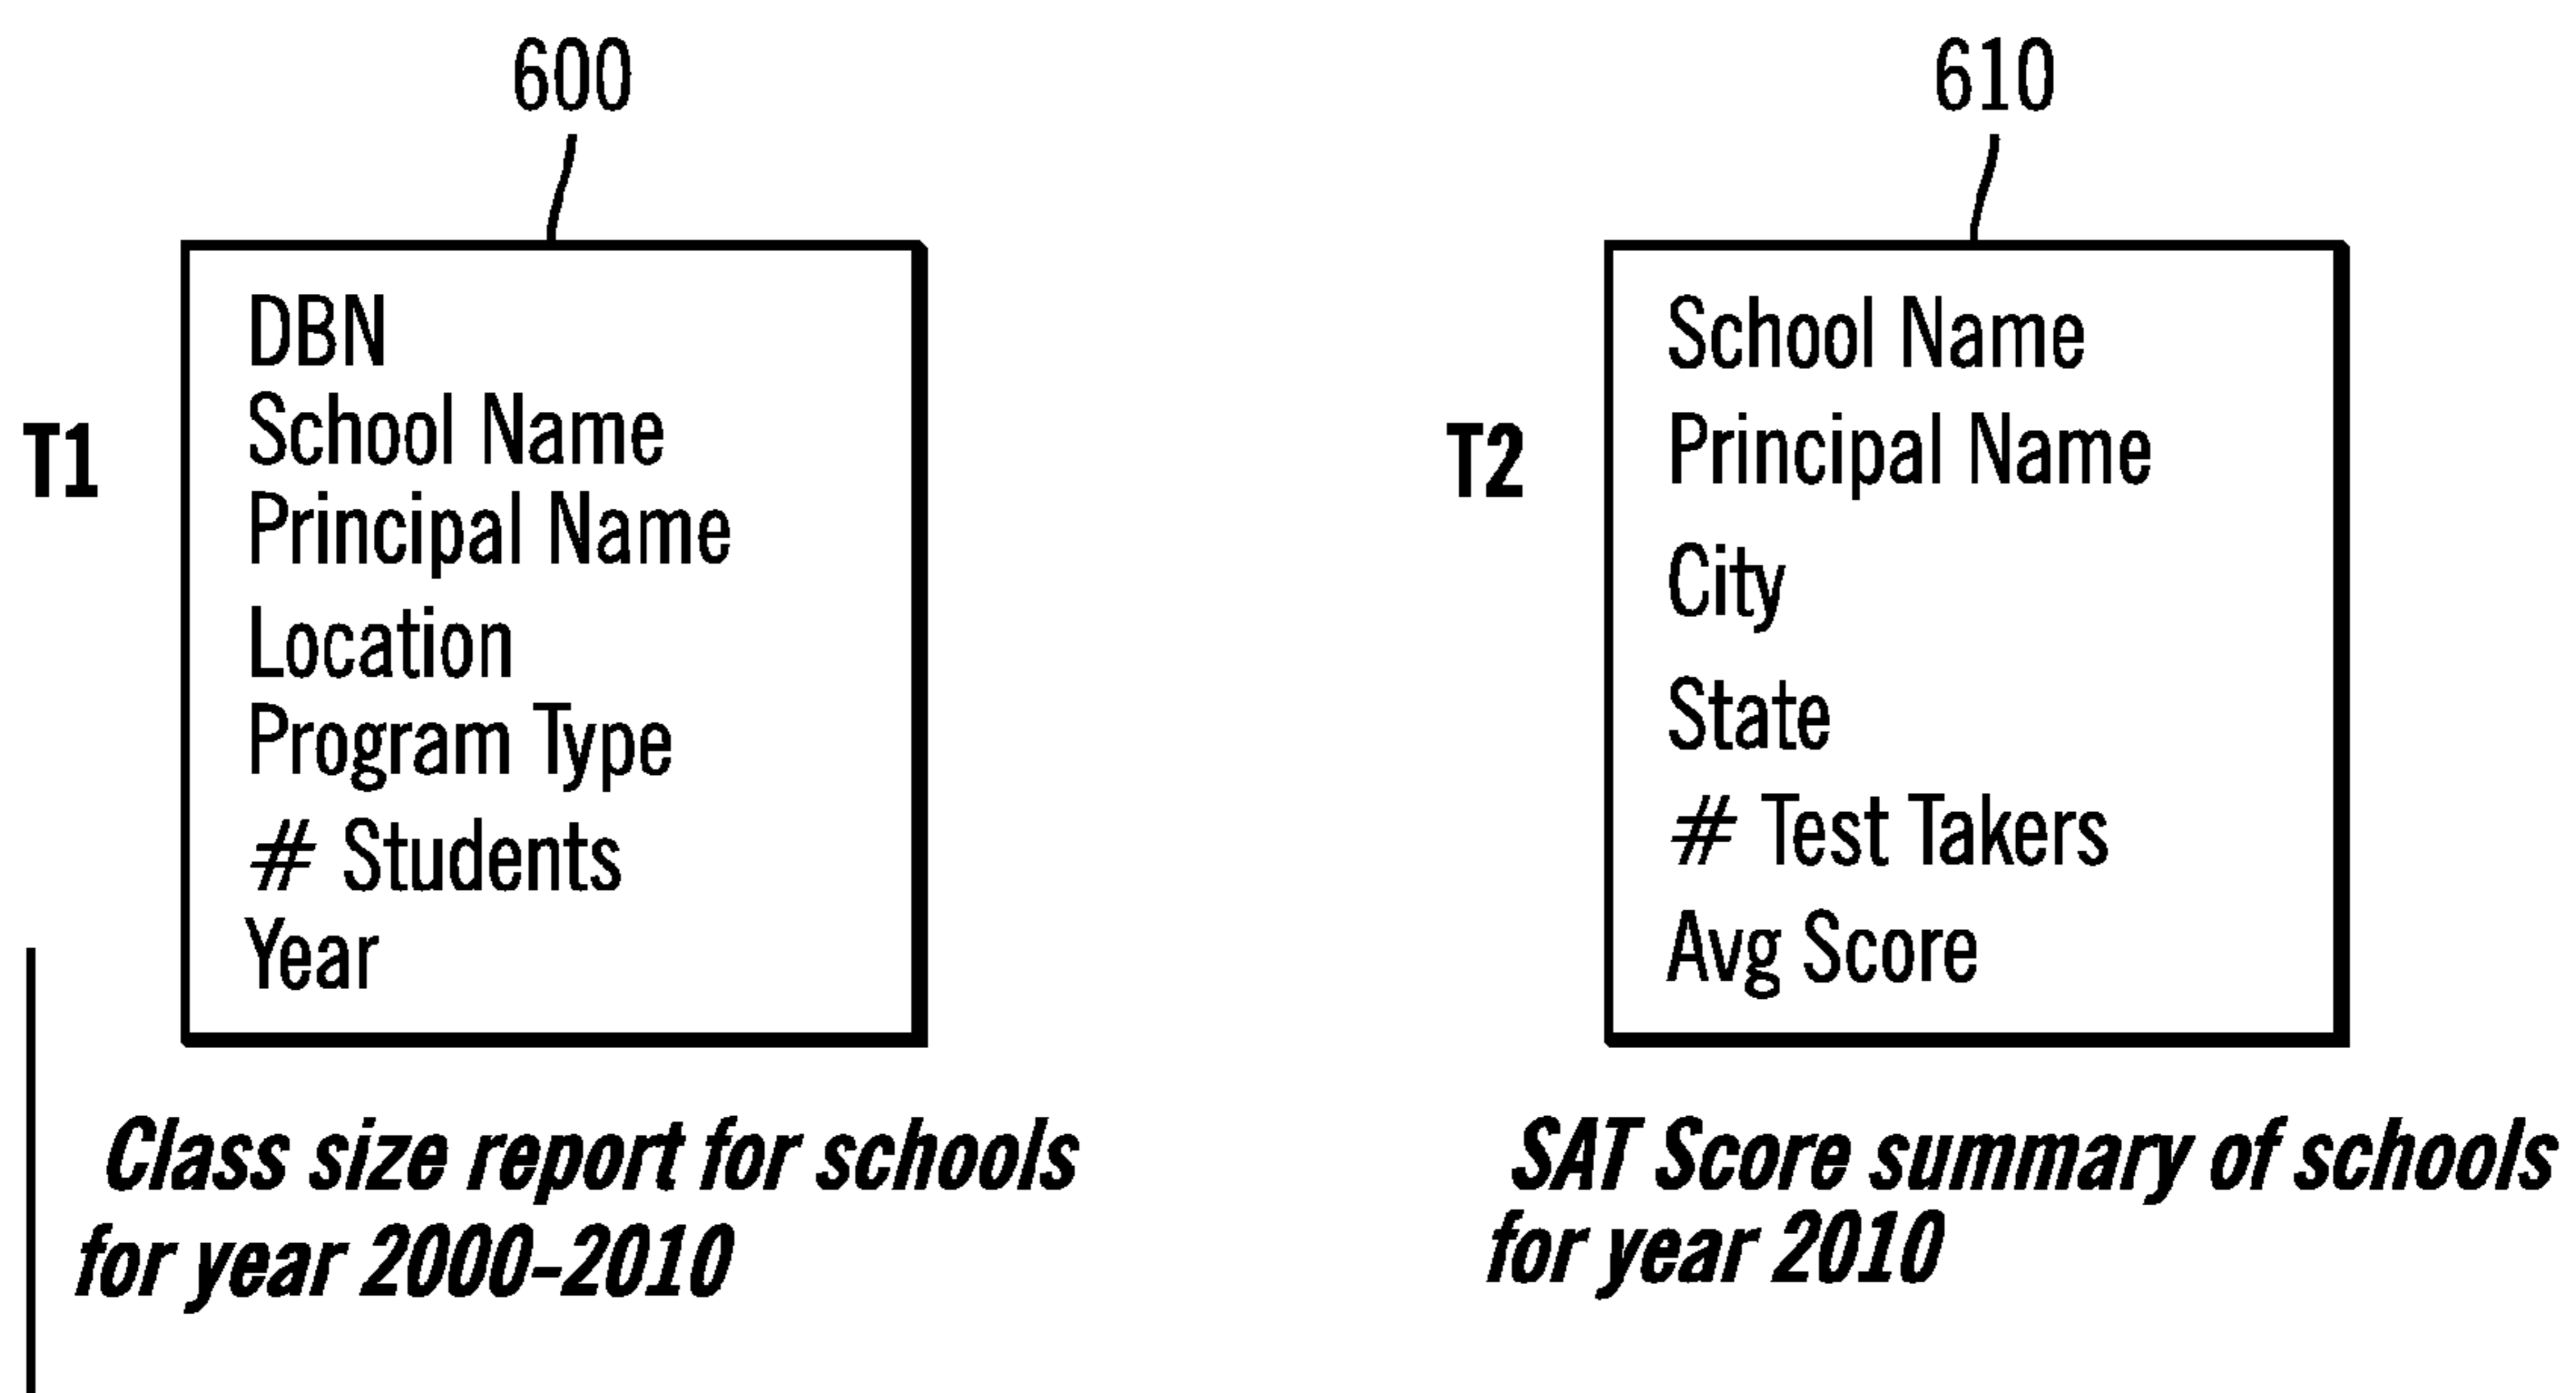 600
T1
DBN
School Name
Principal Name
Location
Program Type
# Students
Year
Class size report for schools
for year 2000-2010
610
T2
School Name
Principal Name
City
State
# Test Takers
Avg Score
SAT Score summary of schools
for year 2010